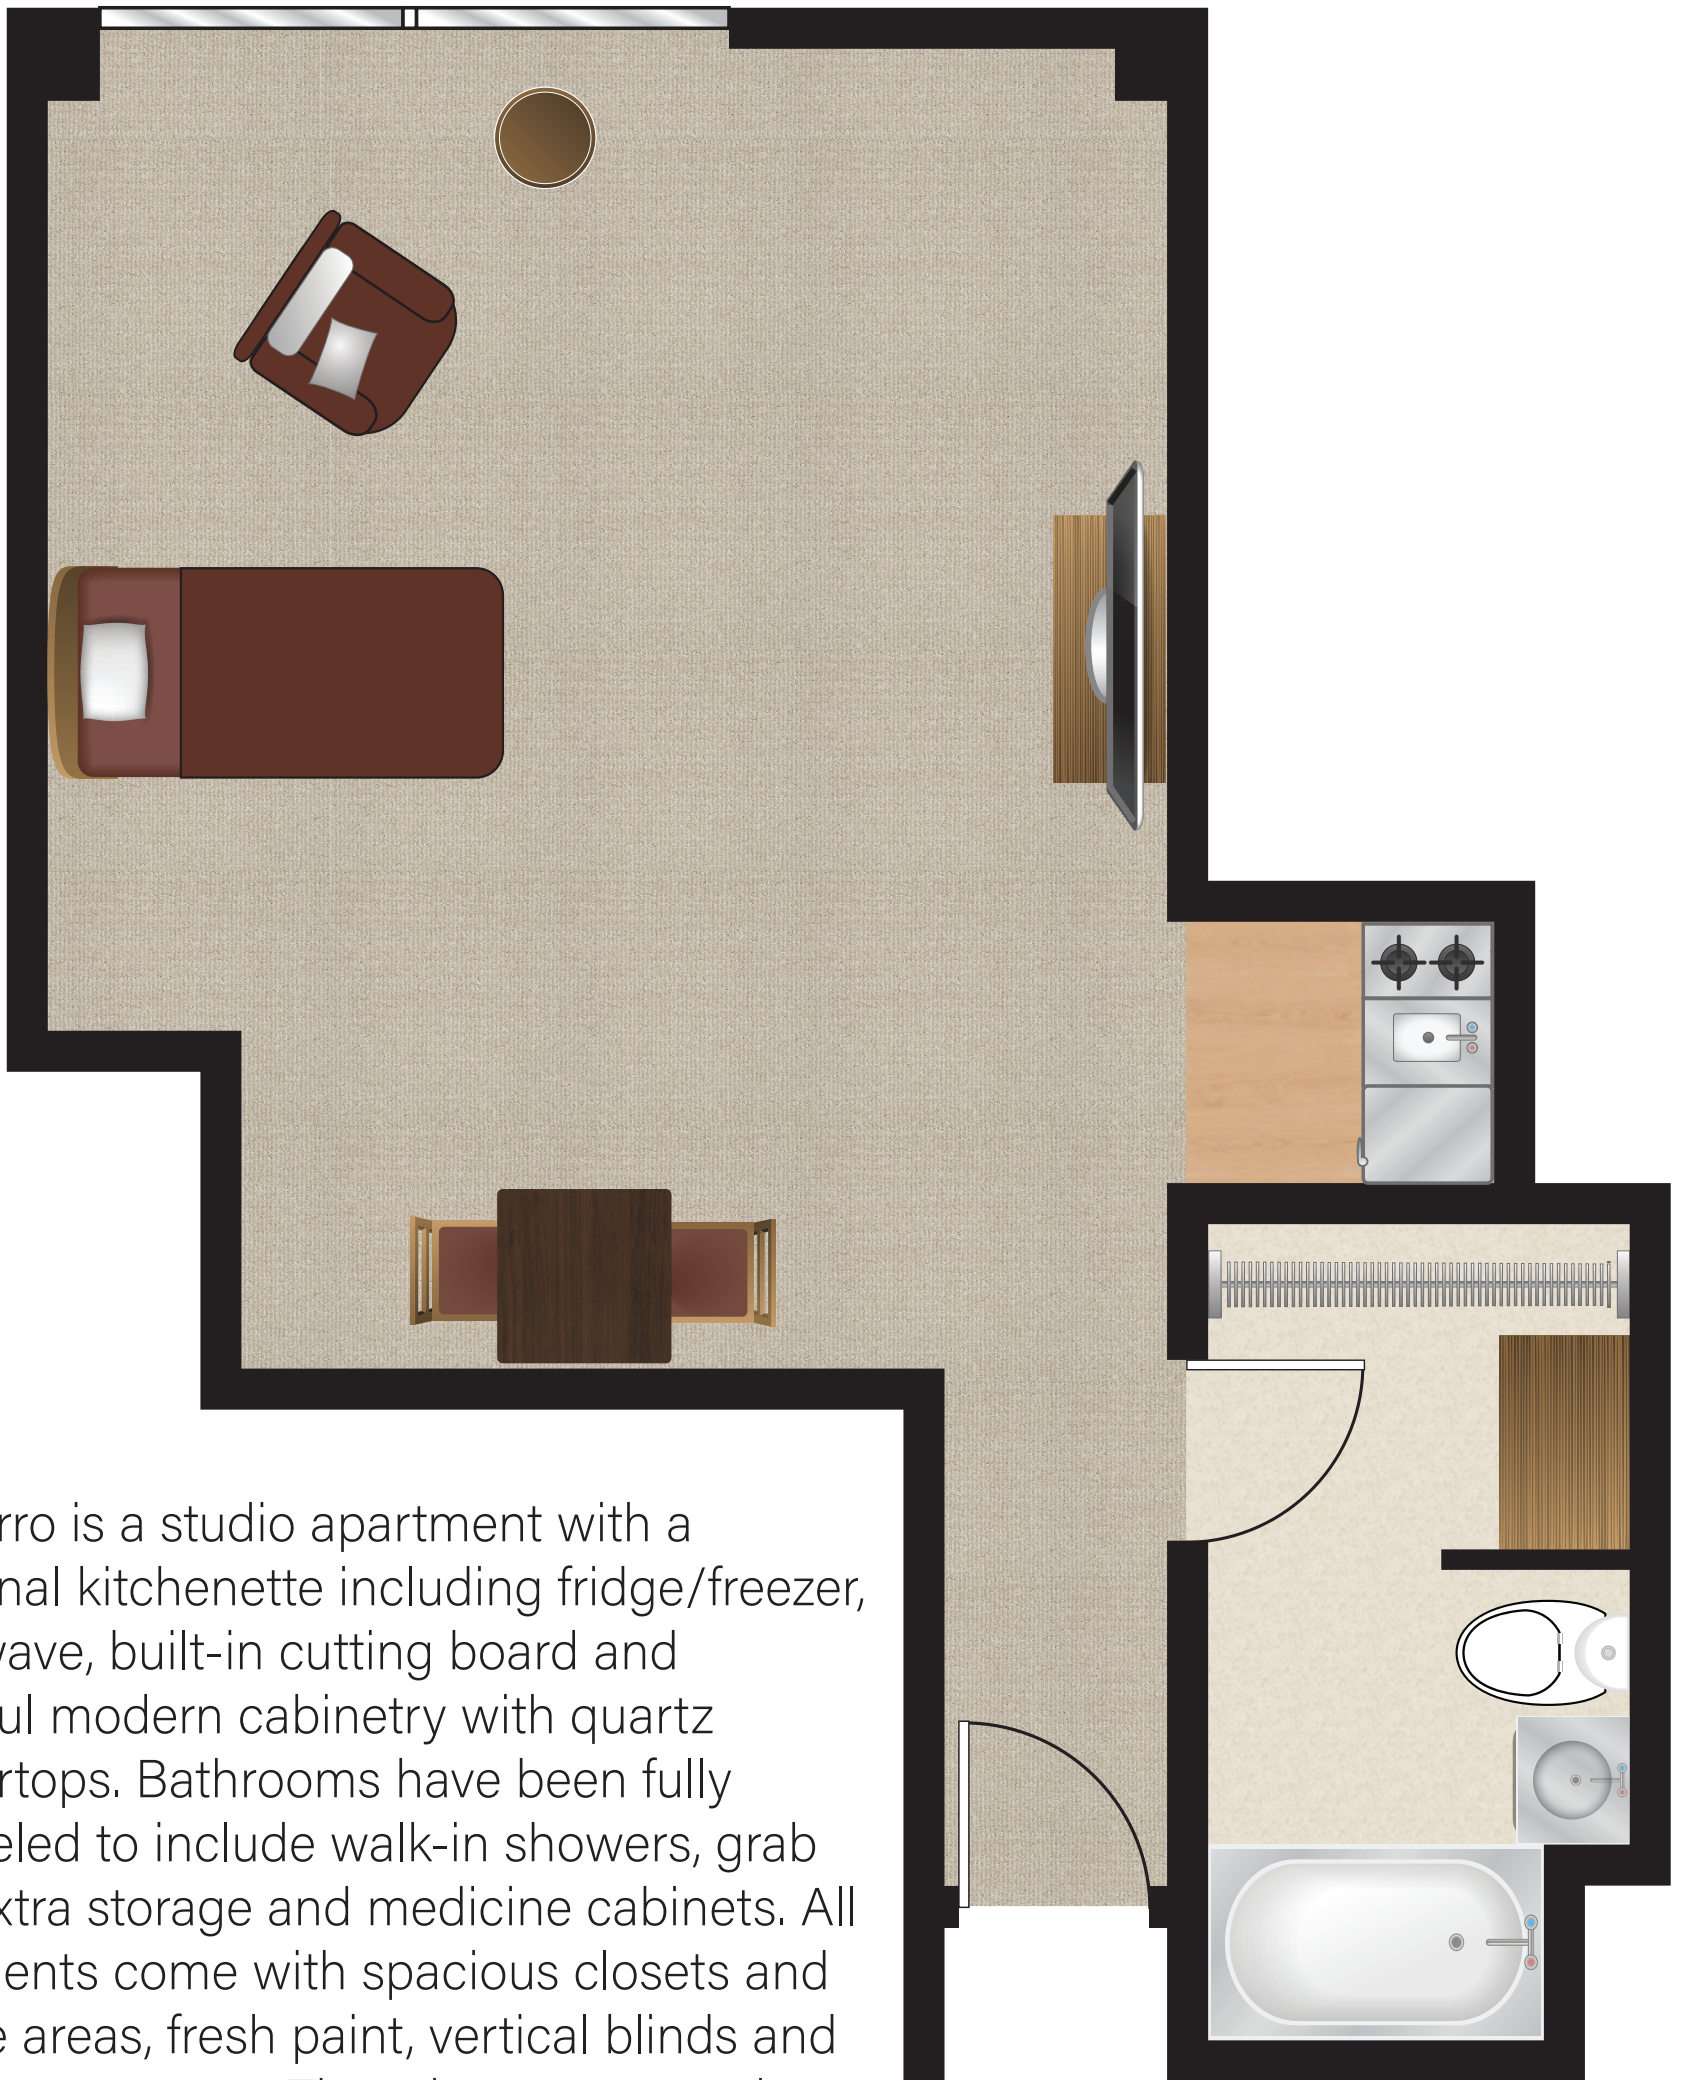 rro is a studio apartment with a
nal kitchenette including fridge/freezer,
wave, built-in cutting board and
ul modern cabinetry with quartz
rtops. Bathrooms have been fully
eled to include walk-in showers, grab
xtra storage and medicine cabinets. All
ents come with spacious closets and
e areas, fresh paint, vertical blinds and